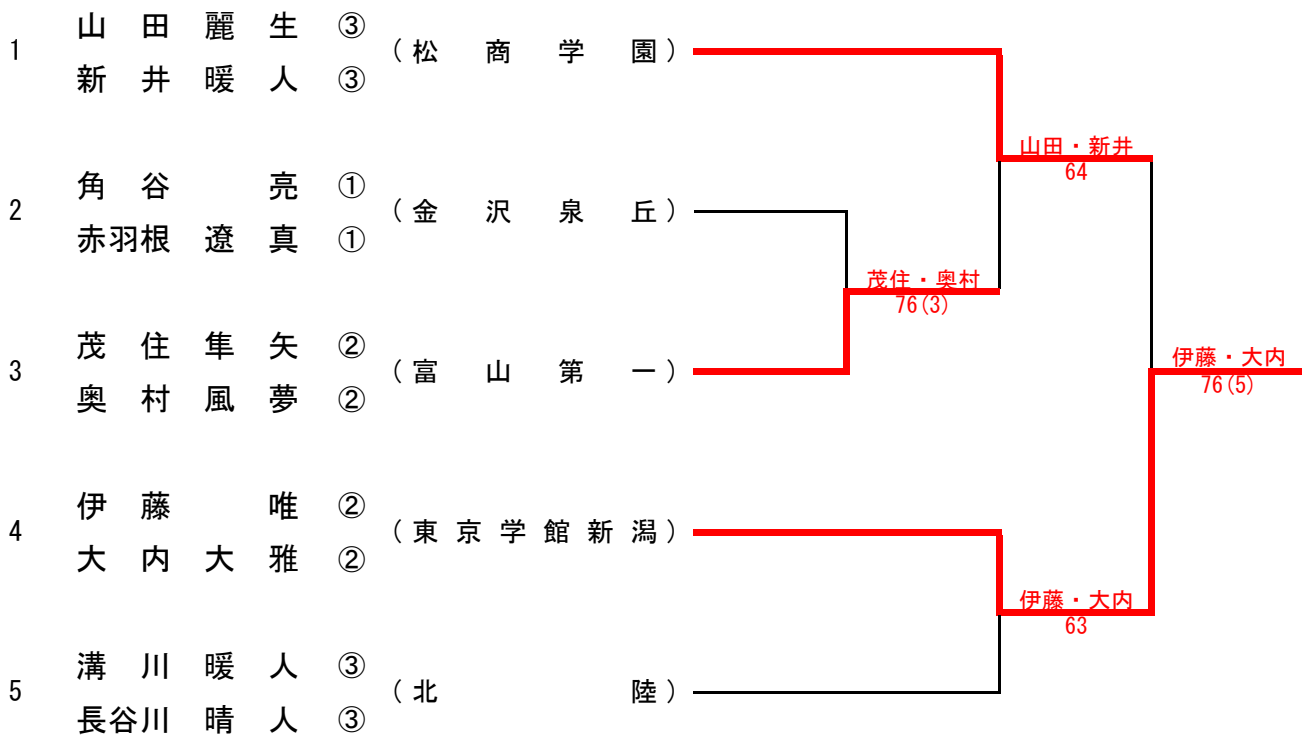 1
山田麗生 ③
新井暖人 ③
(松商学園)
2
角谷 亮 ①
赤羽根遼真 ①
(金沢泉丘)
3
茂住隼矢 ②
奥村風夢 ②
(富山第一)
4
伊藤 唯 ②
大内大雅 ②
(東京学館新潟)
5
溝川暖人 ③
長谷川晴人 ③
(北陸)
茂住・奥村
76(3)
山田・新井
64
伊藤・大内
63
伊藤・大内
76(5)